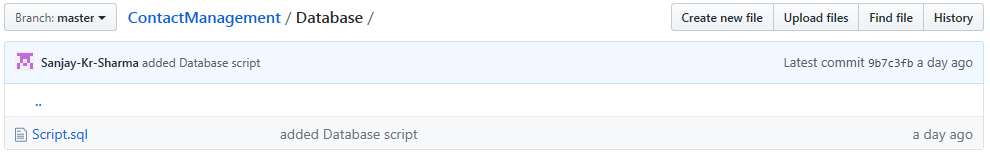 Branch: master ContactManagement / Database / Create new file Upload files Find file History
Sanjay-Kr-Sharma added Database script Latest commit 9b7c3fb a day ago
..
Script.sql added Database script a day ago